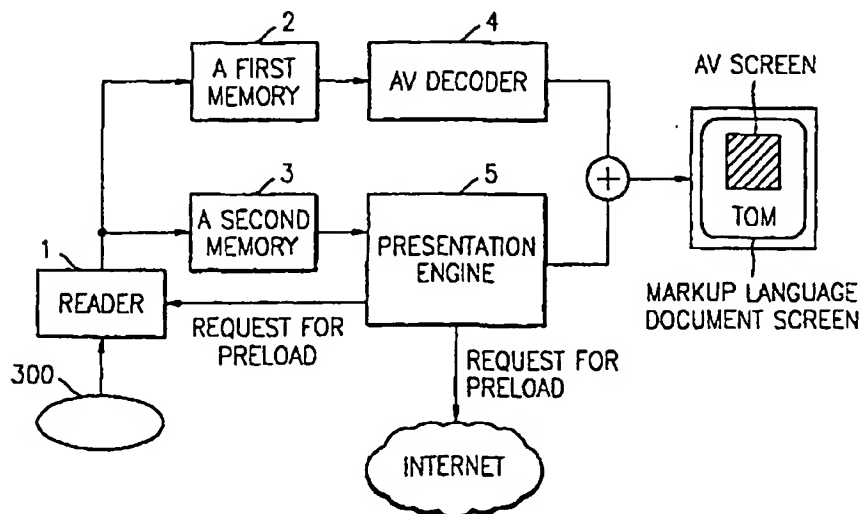 2
A FIRST
MEMORY
4
AV DECODER
AV SCREEN
TOM
MARKUP LANGUAGE
DOCUMENT SCREEN
3
A SECOND
MEMORY
5
PRESENTATION
ENGINE
1
READER
REQUEST FOR
PRELOAD
300
REQUEST FOR
PRELOAD
INTERNET